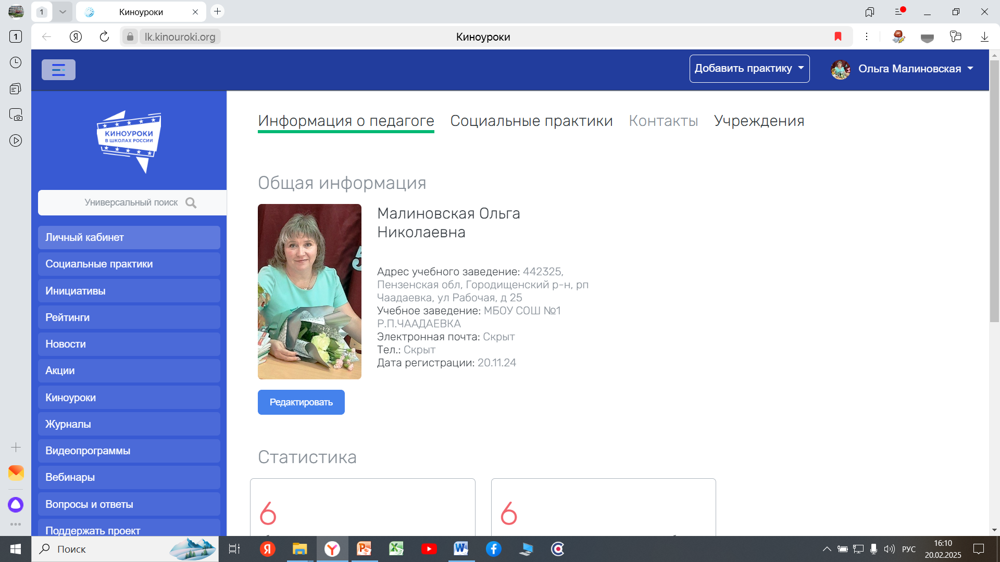 1
Киноуроки
1
Я
lk.kinouroki.org
Киноуроки
Добавить практику
Ольга Малиновская
КИНОУРОКИ
В ШКОЛАХ РОССИИ
Универсальный поиск
Личный кабинет
Социальные практики
Инициативы
Рейтинги
Новости
Акции
Киноуроки
Журналы
Видеопрограммы
Вебинары
Вопросы и ответы
Поддержать проект
Информация о педагоге
Социальные практики
Контакты
Учреждения
Общая информация
5
Малиновская Ольга
Николаевна
Адрес учебного заведение: 442325,
Пензенская обл, Городищенский р-н, рп
Чаадаевка, ул Рабочая, д 25
Учебное заведение: МБОУ СОШ №1
Р.П.ЧААДАЕВКА
Электронная почта: Скрыт
Тел.: Скрыт
Дата регистрации: 20.11.24
Редактировать
Статистика
6
6
Поиск
РУС
16:10
20.02.2025